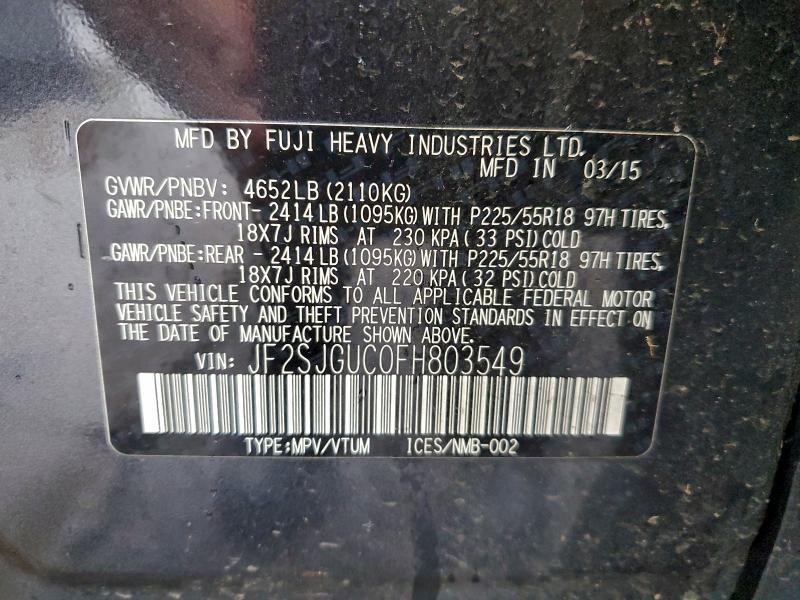 MFD BY FUJI HEAVY INDUSTRIES LTD.
MFD IN 03/15
GVWR/PNBV: 4652LB (2110KG)
GAWR/PNBE:FRONT- 2414 LB (1095KG) WITH P225/55R18 97H TIRES,
18X7J RIMS AT 230 KPA ( 33 PSI) COLD
GAWR/PNBE:REAR - 2414 LB (1095KG) WITH P225/55R18 97H TIRES,
18X7J RIMS AT 220 KPA ( 32 PSI) COLD
THIS VEHICLE CONFORMS TO ALL APPLICABLE FEDERAL MOTOR
VEHICLE SAFETY AND THEFT PREVENTION STANDARDS IN EFFECT ON
THE DATE OF MANUFACTURE SHOWN ABOVE.
VIN: JF2SJGUC0FH803549
TYPE:MPV/VTUM ICES/NMB-002